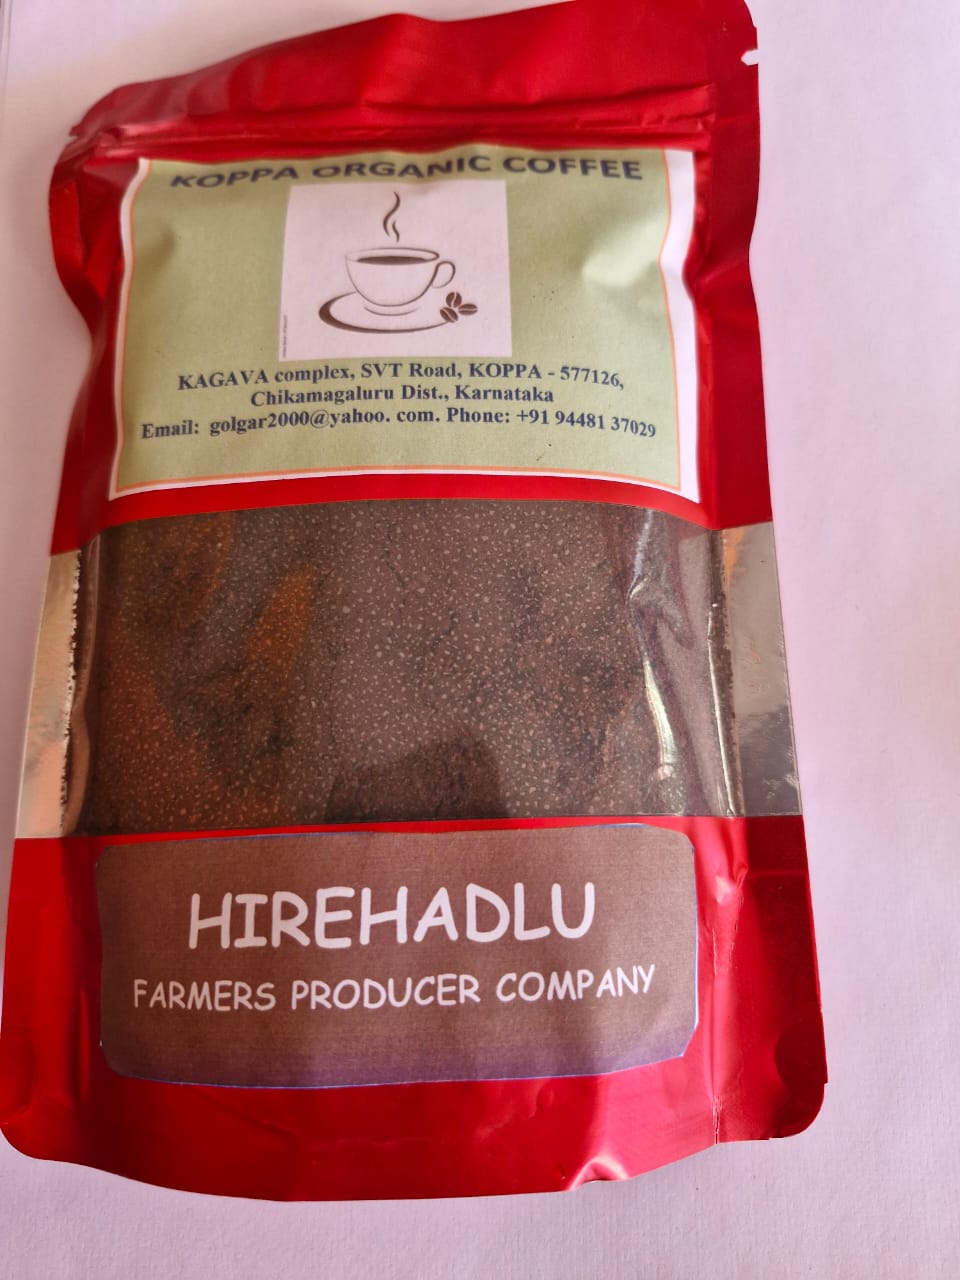 KOPPA ORGANIC COFFEE
KAGAVA complex, SVT Road, KOPPA - 577126,
Chikamagaluru Dist., Karnataka
Email: golgar2000@yahoo. com. Phone: +91 94481 37029
HIREHADLU
FARMERS PRODUCER COMPANY